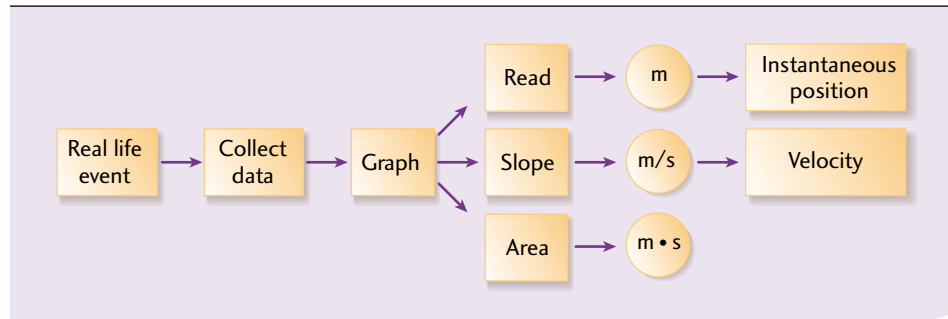 Real life
event
Collect
data
Graph
Read
m
Instantaneous
position
Slope
m/s
Velocity
Area
m • s